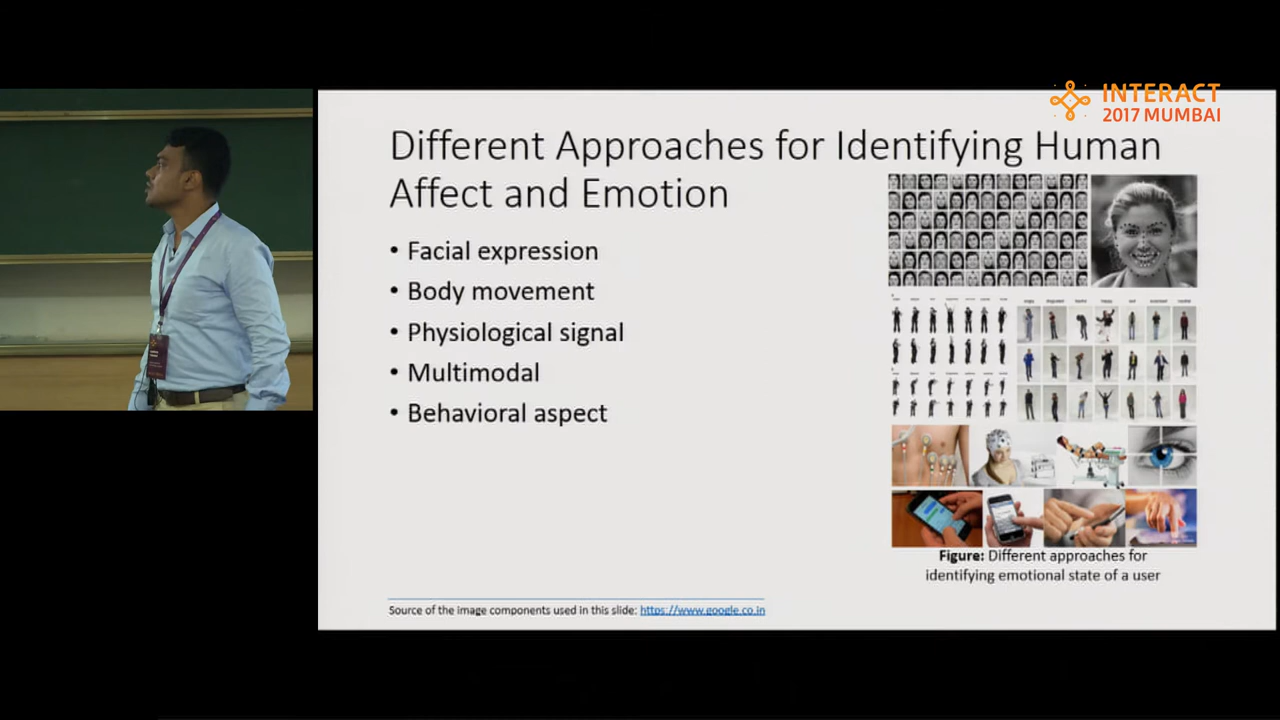 INTERACT
2017 MUMBAI
Different Approaches for Identifying Human
Affect and Emotion
• Facial expression
• Body movement
• Physiological signal
• Multimodal
• Behavioral aspect
Figure: Different approaches for
identifying emotional state of a user
Source of the image components used in this slide: https://www.google.co.in